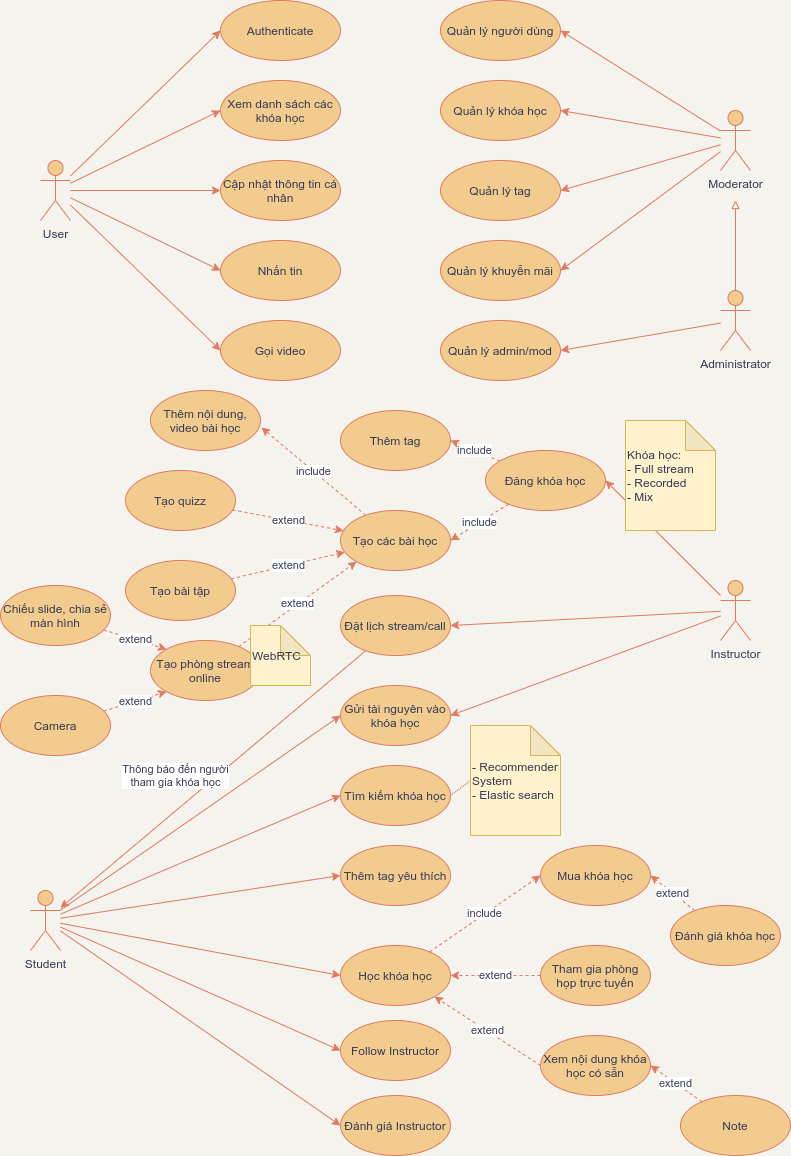 Authenticate
Quản lý người dùng
Xem danh sách các
khóa học
Quản lý khóa học
Moderator
Cập nhật thông tin cá
nhân
Quản lý tag
User
Nhắn tin
Quản lý khuyễn mãi
Gọi video
Quản lý admin/mod
Administrator
Thêm nội dung,
video bài học
Thêm tag
include
Đăng khóa học
Khóa học:
- Full stream
- Recorded
- Mix
include
Tạo quizz
extend
include
Tạo các bài học
extend
Tạo bài tập
extend
Chiếu slide, chia sẻ
màn hình
extend
Đặt lịch stream/call
Instructor
WebRTC
Tạo phòng stream
online
extend
Camera
Gửi tài nguyên vào
khóa học
Thông báo đến người
tham gia khóa học
Tìm kiếm khóa học
- Recommender
System
- Elastic search
Thêm tag yêu thích
Mua khóa học
extend
include
Đánh giá khóa học
Student
Học khóa học
extend
Tham gia phòng
họp trực tuyến
extend
Follow Instructor
Xem nội dung khóa
học có sẵn
extend
Đánh giá Instructor
Note